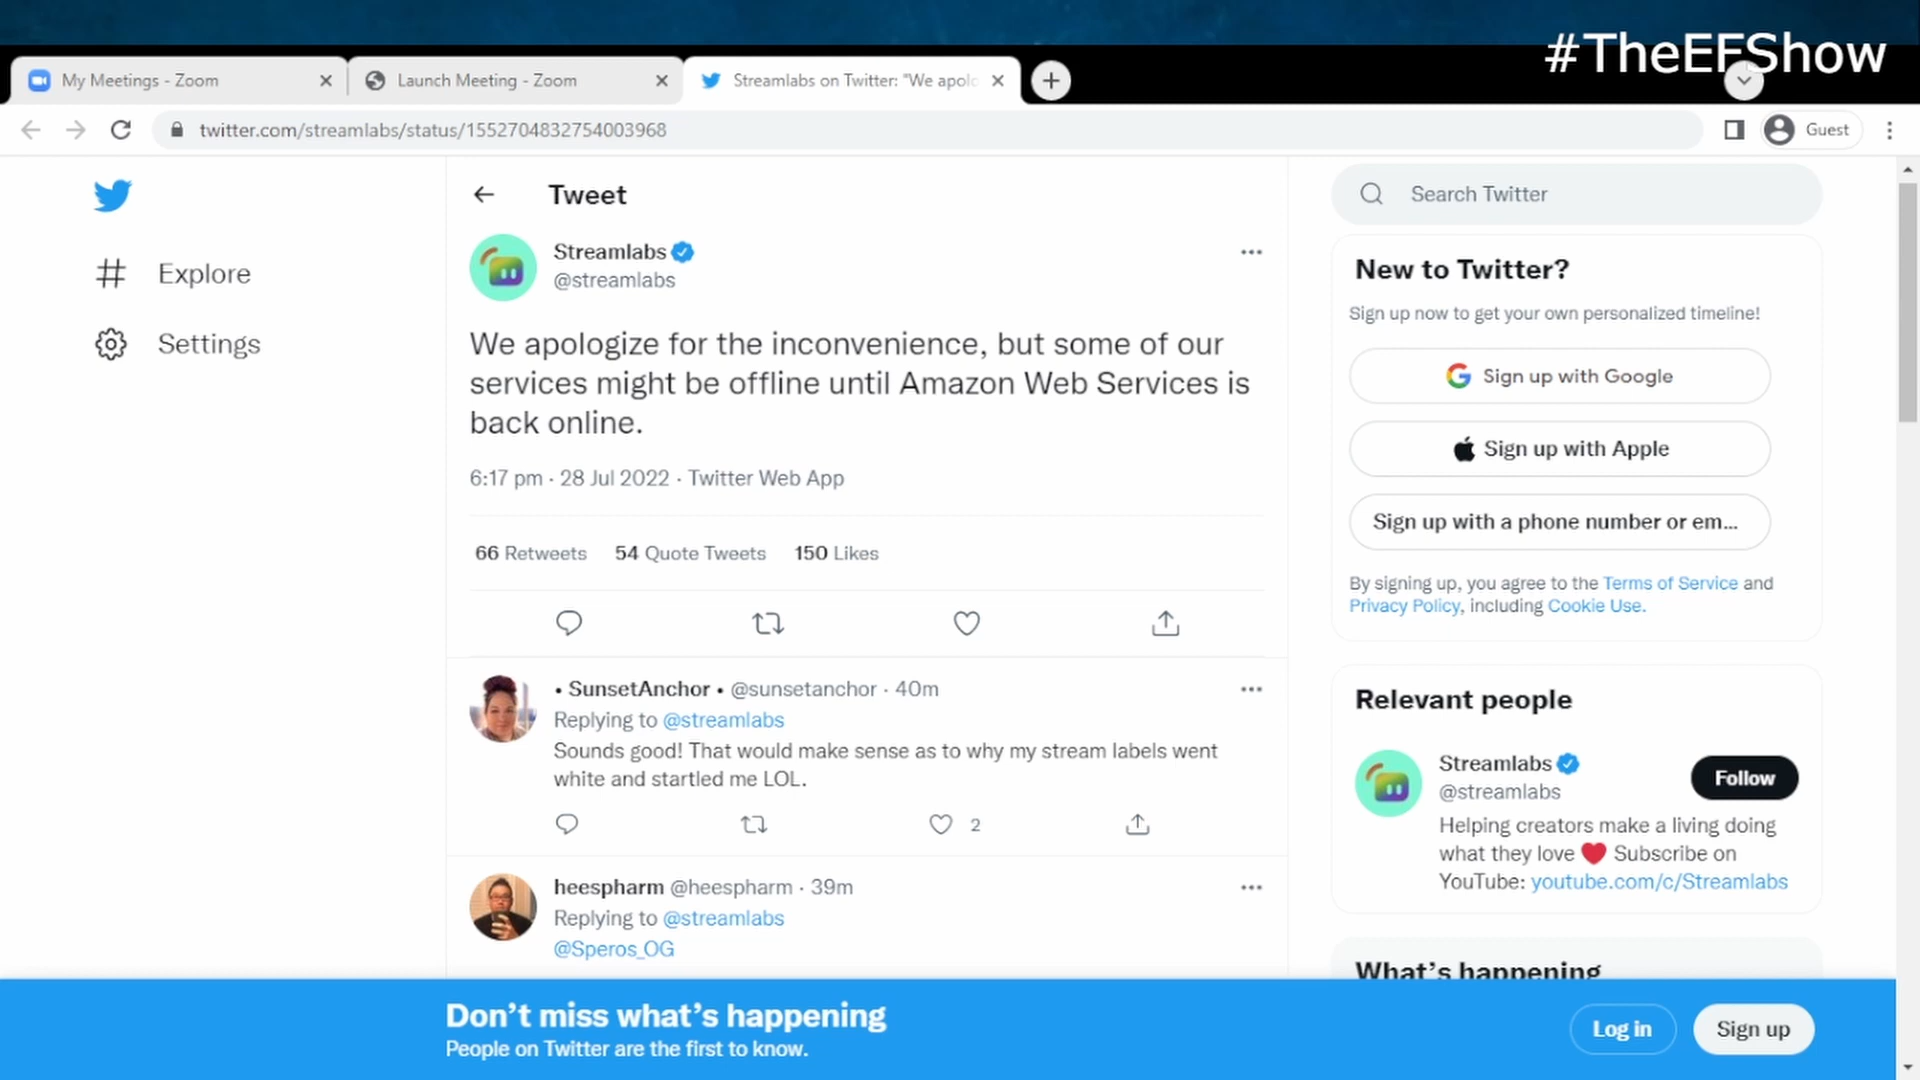 #TheEFShow
My Meetings - Zoom
Launch Meeting - Zoom
Streamlabs on Twitter: "We apolo
twitter.com/streamlabs/status/1552704832754003968
Guest
Explore
Settings
Tweet
Streamlabs
@streamlabs
We apologize for the inconvenience, but some of our
services might be offline until Amazon Web Services is
back online.
6:17 pm · 28 Jul 2022 · Twitter Web App
66 Retweets 54 Quote Tweets 150 Likes
• SunsetAnchor • @sunsetanchor · 40m
Replying to @streamlabs
Sounds good! That would make sense as to why my stream labels went
white and startled me LOL.
2
heespharm @heespharm · 39m
Replying to @streamlabs
@Speros_OG
Search Twitter
New to Twitter?
Sign up now to get your own personalized timeline!
Sign up with Google
Sign up with Apple
Sign up with a phone number or em...
By signing up, you agree to the Terms of Service and
Privacy Policy, including Cookie Use.
Relevant people
Streamlabs
@streamlabs
Follow
Helping creators make a living doing
what they love ❤️ Subscribe on
YouTube: youtube.com/c/Streamlabs
What's happening
Don't miss what's happening
People on Twitter are the first to know.
Log in
Sign up